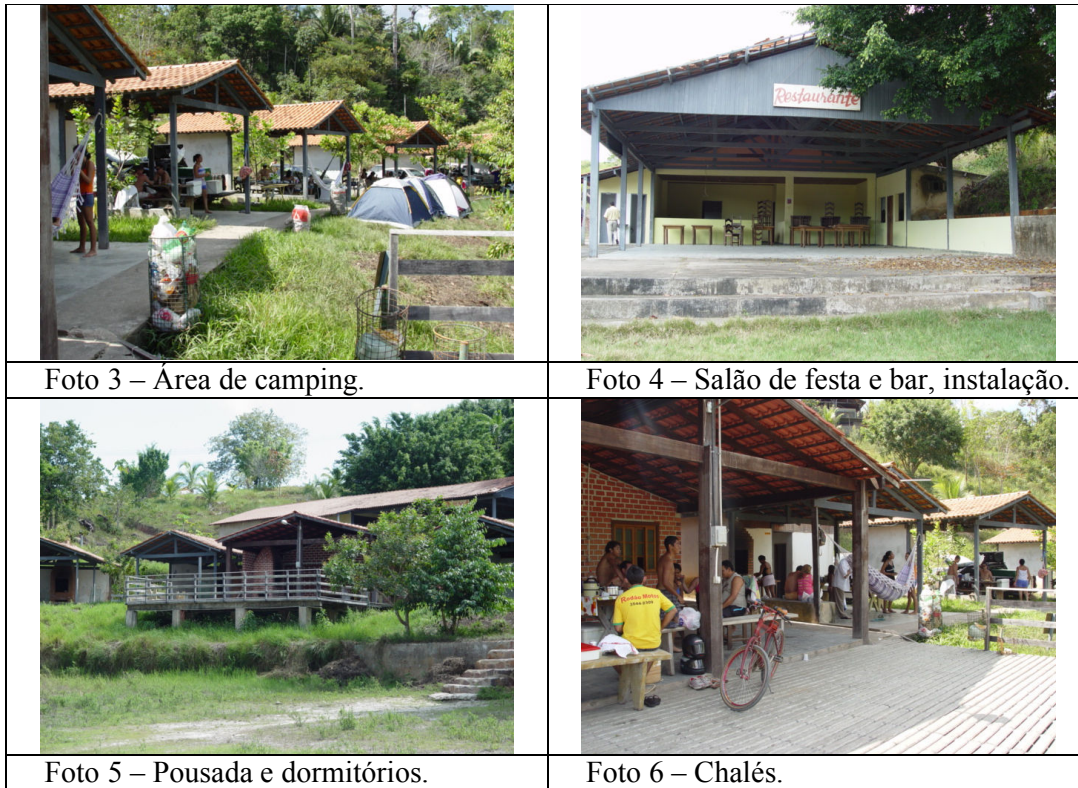 Restaurante
Foto 3 – Área de camping.
Foto 4 – Salão de festa e bar, instalação.
Foto 5 – Pousada e dormitórios.
Foto 6 – Chalés.